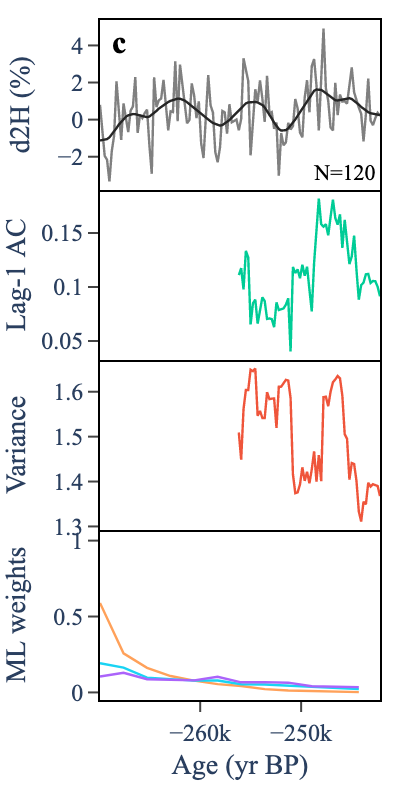 c
d2H (%)
4
2
0
−2
N=120
Lag-1 AC
0.15
0.1
0.05
Variance
1.6
1.5
1.4
1.3
ML weights
1
0.5
0
−260k
−250k
Age (yr BP)